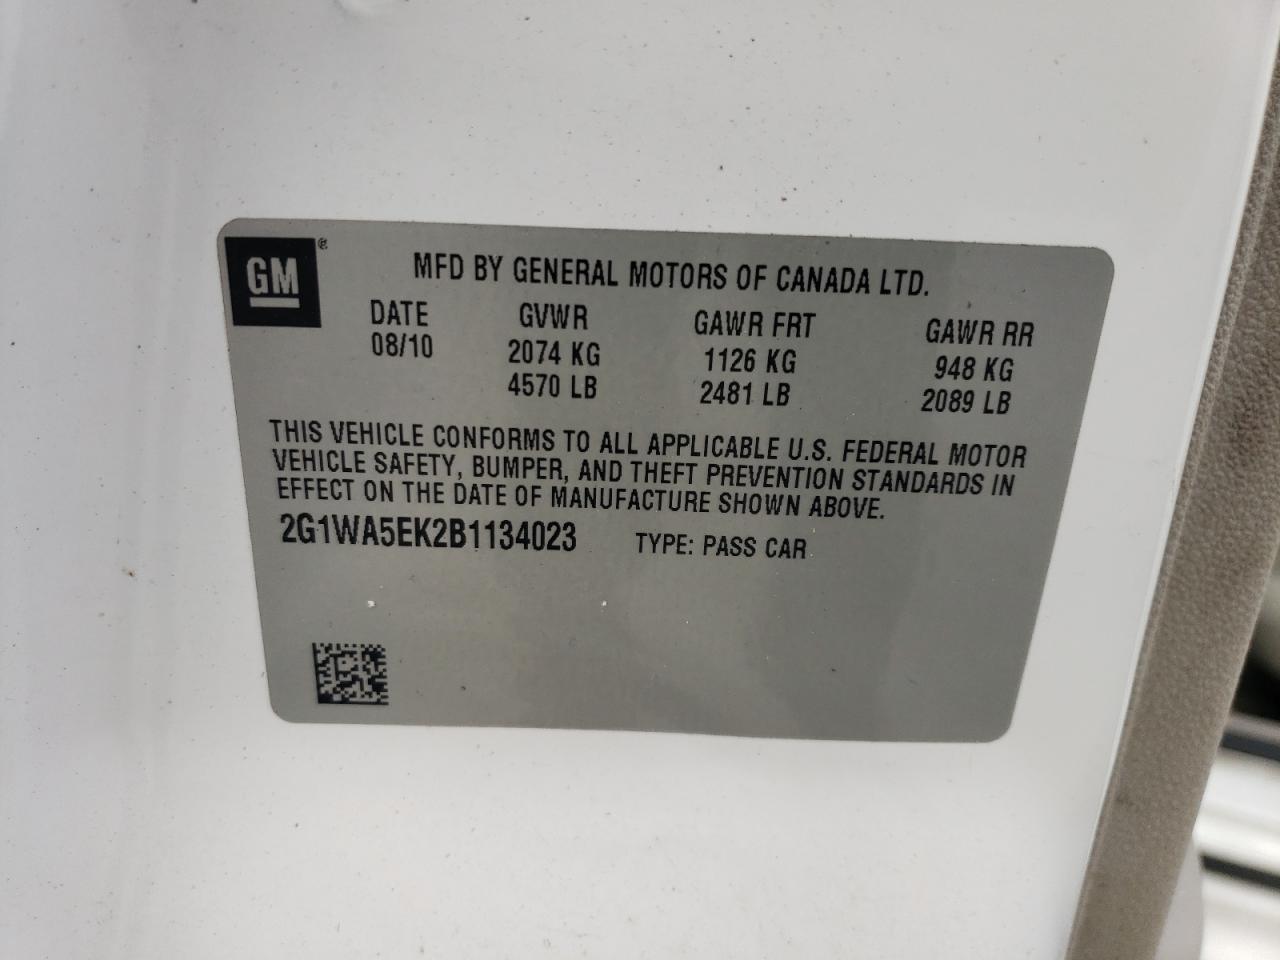 GM®
MFD BY GENERAL MOTORS OF CANADA LTD.
DATE GVWR GAWR FRT GAWR RR
08/10 2074 KG 1126 KG 948 KG
4570 LB 2481 LB 2089 LB
THIS VEHICLE CONFORMS TO ALL APPLICABLE U.S. FEDERAL MOTOR
VEHICLE SAFETY, BUMPER, AND THEFT PREVENTION STANDARDS IN
EFFECT ON THE DATE OF MANUFACTURE SHOWN ABOVE.
2G1WA5EK2B1134023 TYPE: PASS CAR